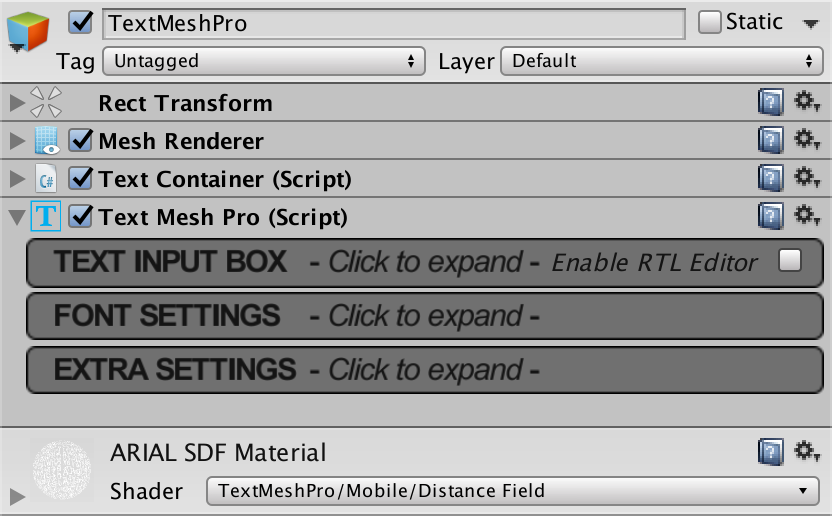 TextMeshPro Static
Tag Untagged Layer Default
Rect Transform
Mesh Renderer
C# Text Container (Script)
T Text Mesh Pro (Script)
TEXT INPUT BOX - Click to expand - Enable RTL Editor
FONT SETTINGS - Click to expand -
EXTRA SETTINGS - Click to expand -
ARIAL SDF Material
Shader TextMeshPro/Mobile/Distance Field